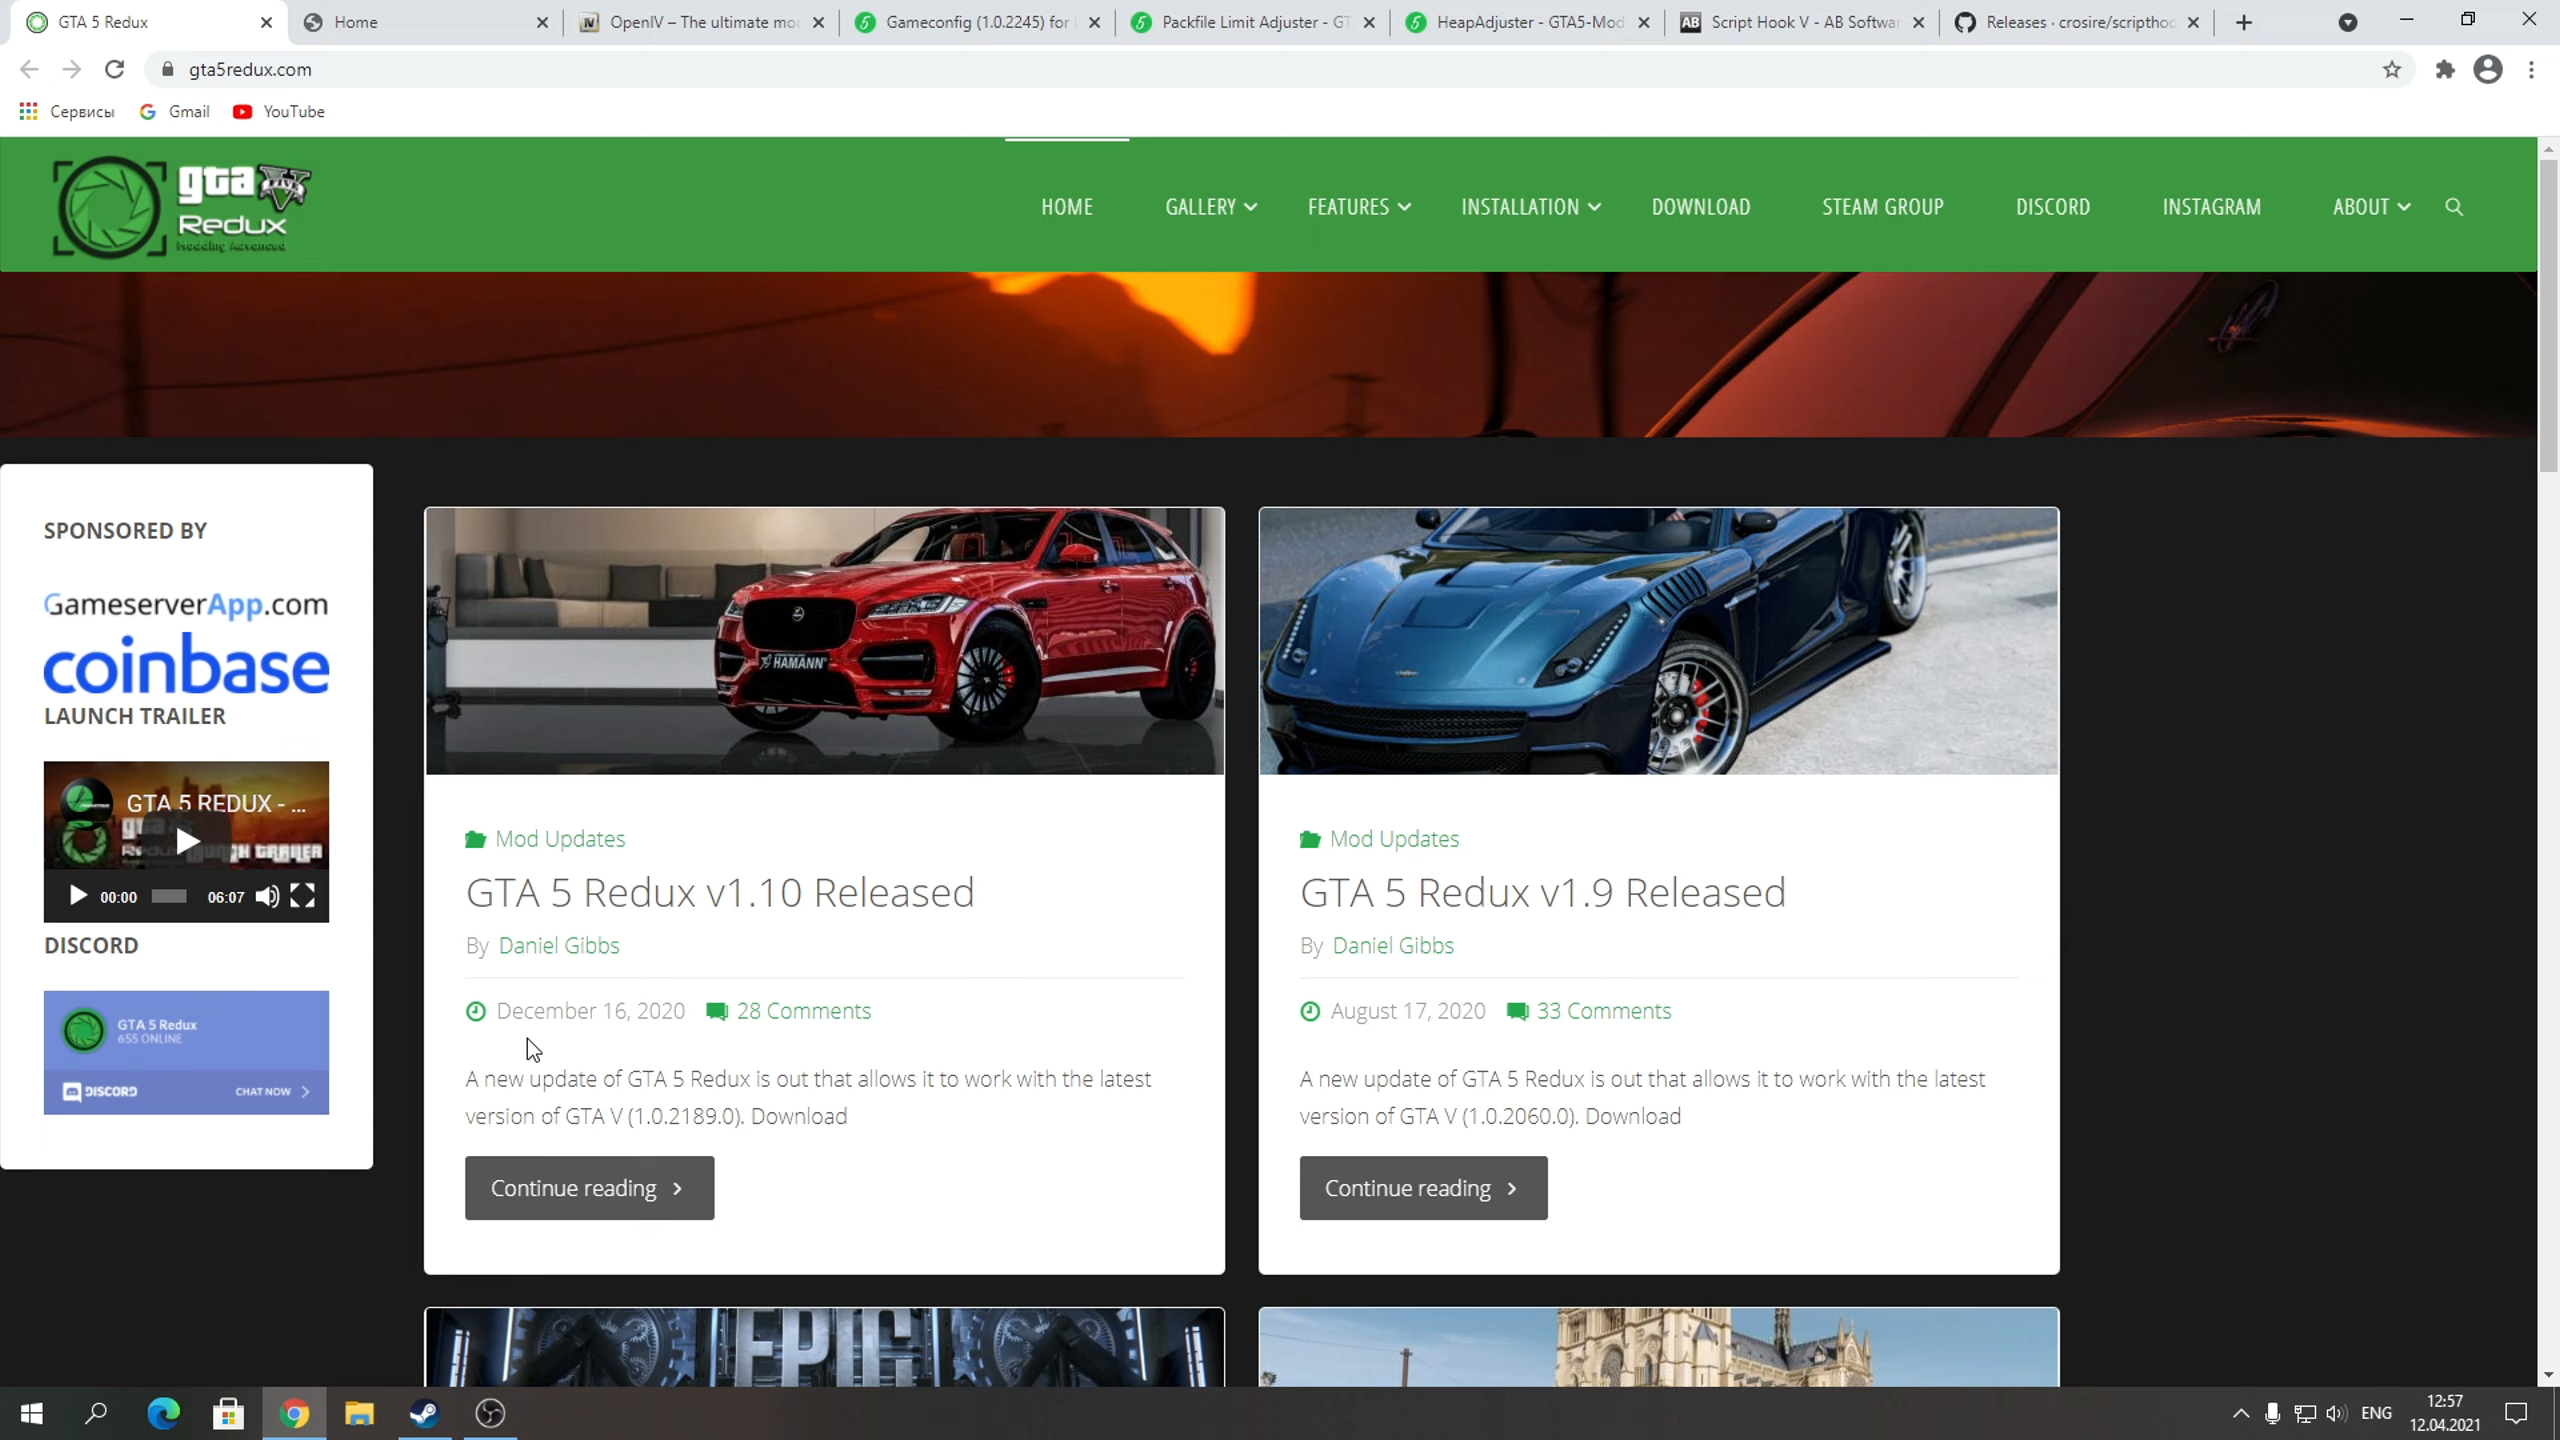 GTA 5 Redux
Home
OpenIV – The ultimate mo
Gameconfig (1.0.2245) for
Packfile Limit Adjuster - GT
HeapAdjuster - GTA5-Mod
Script Hook V - AB Softwar
Releases · crosire/scripthoo
gta5redux.com
Сервисы
Gmail
YouTube
gta V
FIVE
Redux
Modding Advanced
HOME
GALLERY
FEATURES
INSTALLATION
DOWNLOAD
STEAM GROUP
DISCORD
INSTAGRAM
ABOUT
SPONSORED BY
GameserverApp.com
coinbase
LAUNCH TRAILER
GTA 5 REDUX - ...
00:00
06:07
DISCORD
GTA 5 Redux
655 ONLINE
DISCORD
CHAT NOW
HAMANN
Mod Updates
GTA 5 Redux v1.10 Released
By Daniel Gibbs
December 16, 2020 28 Comments
A new update of GTA 5 Redux is out that allows it to work with the latest
version of GTA V (1.0.2189.0). Download
Continue reading
Mod Updates
GTA 5 Redux v1.9 Released
By Daniel Gibbs
August 17, 2020 33 Comments
A new update of GTA 5 Redux is out that allows it to work with the latest
version of GTA V (1.0.2060.0). Download
Continue reading
EPIC
ENG
12:57
12.04.2021